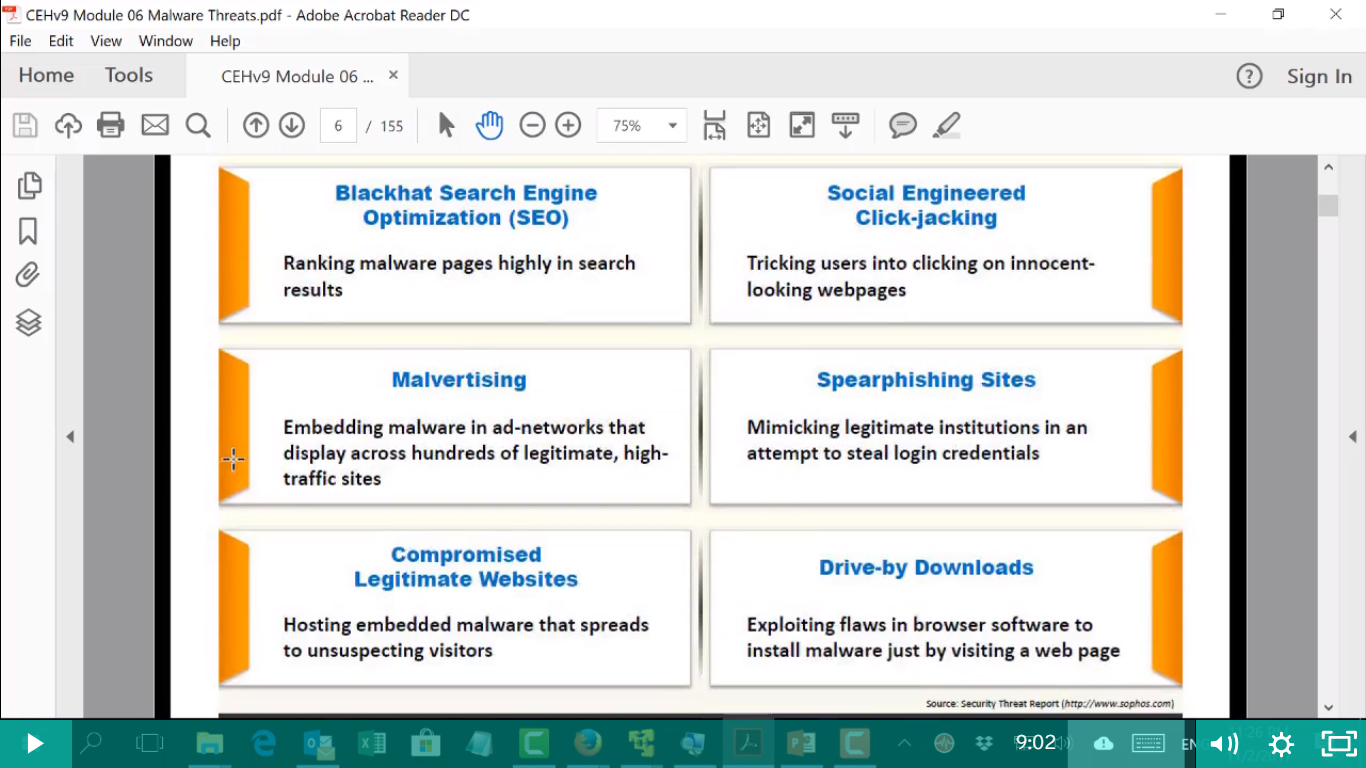 CEHv9 Module 06 Malware Threats.pdf - Adobe Acrobat Reader DC
File Edit View Window Help
Home Tools CEHv9 Module 06 ... Sign In
6 / 155 75%
Blackhat Search Engine
Optimization (SEO)
Ranking malware pages highly in search
results
Social Engineered
Click-jacking
Tricking users into clicking on innocent-
looking webpages
Malvertising
Embedding malware in ad-networks that
display across hundreds of legitimate, high-
traffic sites
Spearphishing Sites
Mimicking legitimate institutions in an
attempt to steal login credentials
Compromised
Legitimate Websites
Hosting embedded malware that spreads
to unsuspecting visitors
Drive-by Downloads
Exploiting flaws in browser software to
install malware just by visiting a web page
Source: Security Threat Report (http://www.sophos.com)
9:02